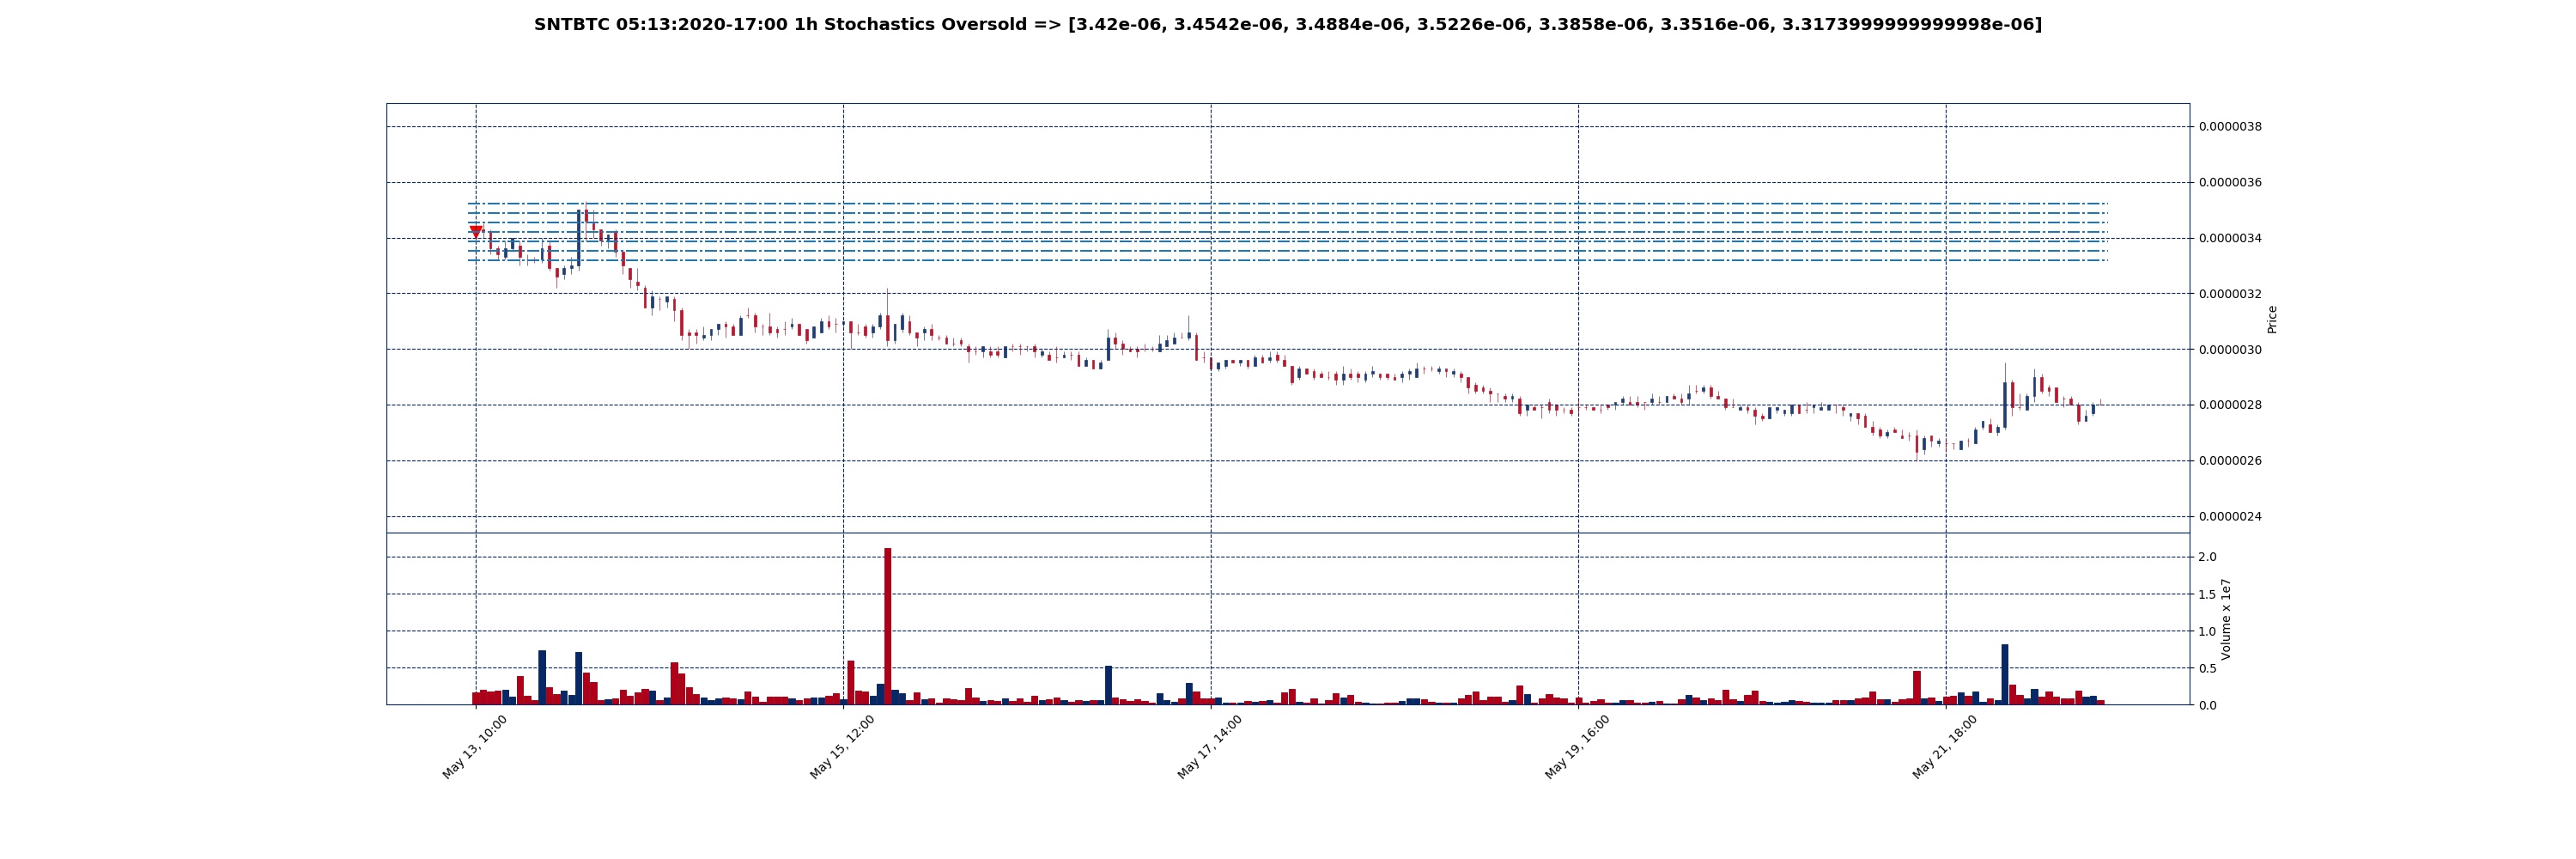 SNTBTC 05:13:2020-17:00 1h Stochastics Oversold => [3.42e-06, 3.4542e-06, 3.4884e-06, 3.5226e-06, 3.3858e-06, 3.3516e-06, 3.3173999999999998e-06]
0.0000038
0.0000036
0.0000034
0.0000032
0.0000030
0.0000028
0.0000026
0.0000024
Price
2.0
1.5
1.0
0.5
0.0
Volume x 1e7
May 13, 10:00
May 15, 12:00
May 17, 14:00
May 19, 16:00
May 21, 18:00